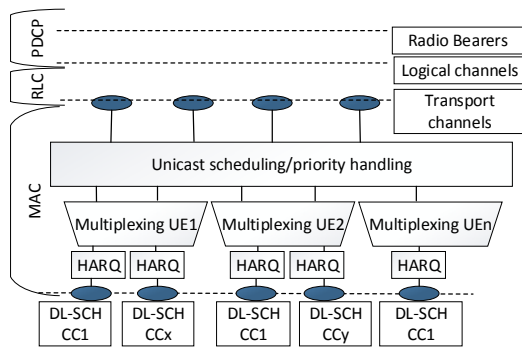 PDCP
Radio Bearers
Logical channels
RLC
Transport
channels
Unicast scheduling/priority handling
MAC
Multiplexing UE1
Multiplexing UE2
Multiplexing UEn
HARQ
HARQ
HARQ
HARQ
HARQ
DL-SCH
CC1
DL-SCH
CCx
DL-SCH
CC1
DL-SCH
CCy
DL-SCH
CC1